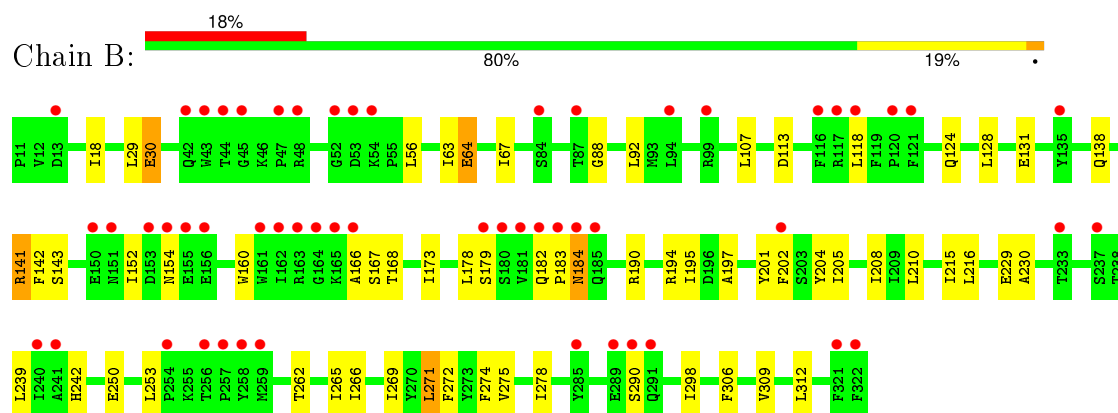 18%
Chain B:
80%
19%
•
P11 V12 D13 I18 L29 E30 Q42 W43 T44 G45 K46 P47 R48 G52 D53 K54 P55 L56 I63 E64 I67 S84 T87 G88 L92 M93 L94 R99 L107 D113 F116 R117 L118 F119 P120 F121 Q124 L128 E131 Y135 Q138
R141 F142 S143 E150 N151 I152 D153 N154 E155 E156 W160 W161 I162 R163 G164 K165 A166 S167 T168 I173 L178 S179 S180 V181 Q182 P183 N184 Q185 R190 R194 I195 D196 A197 Y201 F202 S203 Y204 I205 I208 I209 L210 I215 L216 E229 A230 T233 S237 T238
L239 I240 A241 H242 E250 L253 P254 K255 T256 P257 Y258 M259 T262 I265 I266 I269 Y270 L271 F272 Y273 F274 V275 I278 Y285 E289 S290 Q291 I298 F306 V309 L312 F321 F322